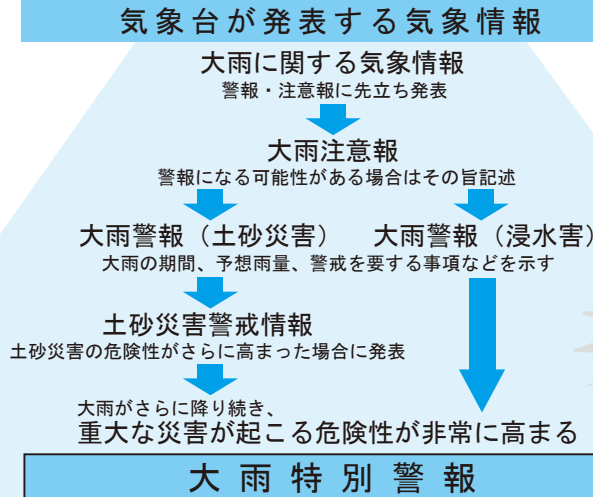 気象台が発表する気象情報
大雨に関する気象情報
警報・注意報に先立ち発表
大雨注意報
警報になる可能性がある場合はその旨記述
大雨警報（土砂災害）　大雨警報（浸水害）
大雨の期間、予想雨量、警戒を要する事項などを示す
土砂災害警戒情報
土砂災害の危険性がさらに高まった場合に発表
大雨がさらに降り続き、
重大な災害が起こる危険性が非常に高まる
大雨特別警報